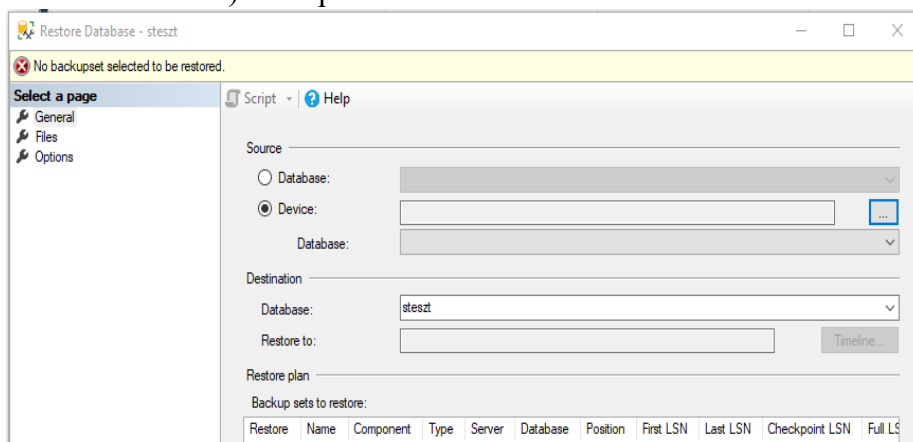 Restore Database - steszt
No backupset selected to be restored.
Select a page
General
Files
Options
Script
Help
Source
Database:
Device:
...
Database:
Destination
Database:
steszt
Restore to:
Timeline...
Restore plan
Backup sets to restore:
Restore Name Component Type Server Database Position First LSN Last LSN Checkpoint LSN Full LS